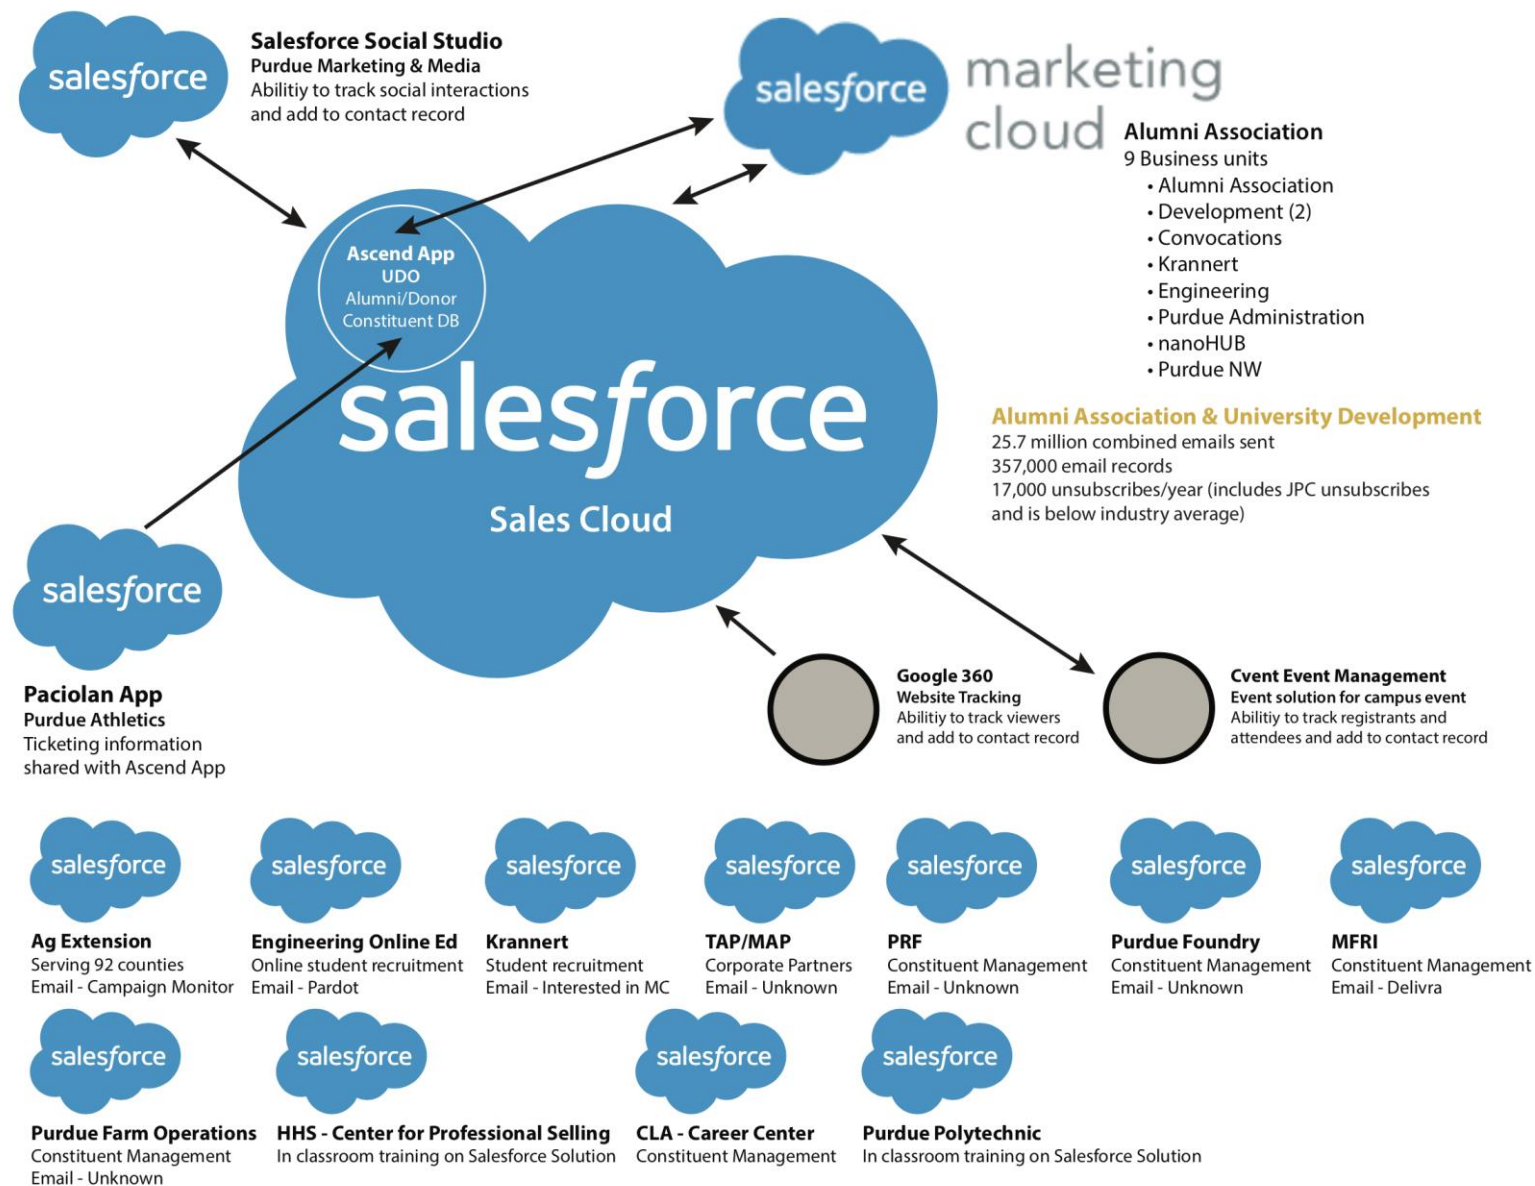 salesforce
Salesforce Social Studio
Purdue Marketing & Media
Abilitiy to track social interactions
and add to contact record
salesforce
marketing
cloud
Alumni Association
9 Business units
• Alumni Association
• Development (2)
• Convocations
• Krannert
• Engineering
• Purdue Administration
• nanoHUB
• Purdue NW
Alumni Association & University Development
25.7 million combined emails sent
357,000 email records
17,000 unsubscribes/year (includes JPC unsubscribes
and is below industry average)
Ascend App
UDO
Alumni/Donor
Constituent DB
salesforce
Sales Cloud
salesforce
Paciolan App
Purdue Athletics
Ticketing information
shared with Ascend App
Google 360
Website Tracking
Abilitiy to track viewers
and add to contact record
Cvent Event Management
Event solution for campus event
Abilitiy to track registrants and
attendees and add to contact record
salesforce
Ag Extension
Serving 92 counties
Email - Campaign Monitor
salesforce
Engineering Online Ed
Online student recruitment
Email - Pardot
salesforce
Krannert
Student recruitment
Email - Interested in MC
salesforce
TAP/MAP
Corporate Partners
Email - Unknown
salesforce
PRF
Constituent Management
Email - Unknown
salesforce
Purdue Foundry
Constituent Management
Email - Unknown
salesforce
MFRI
Constituent Management
Email - Delivra
salesforce
Purdue Farm Operations
Constituent Management
Email - Unknown
salesforce
HHS - Center for Professional Selling
In classroom training on Salesforce Solution
salesforce
CLA - Career Center
Constituent Management
salesforce
Purdue Polytechnic
In classroom training on Salesforce Solution